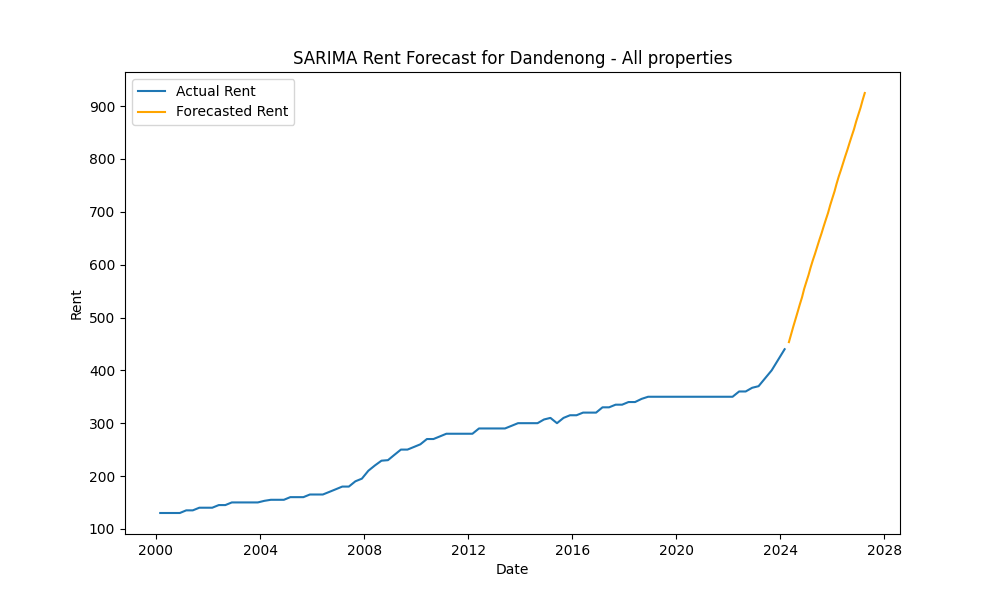 SARIMA Rent Forecast for Dandenong - All properties
Actual Rent
Forecasted Rent
900
800
700
600
500
400
300
200
100
Rent
2000 2004 2008 2012 2016 2020 2024 2028
Date